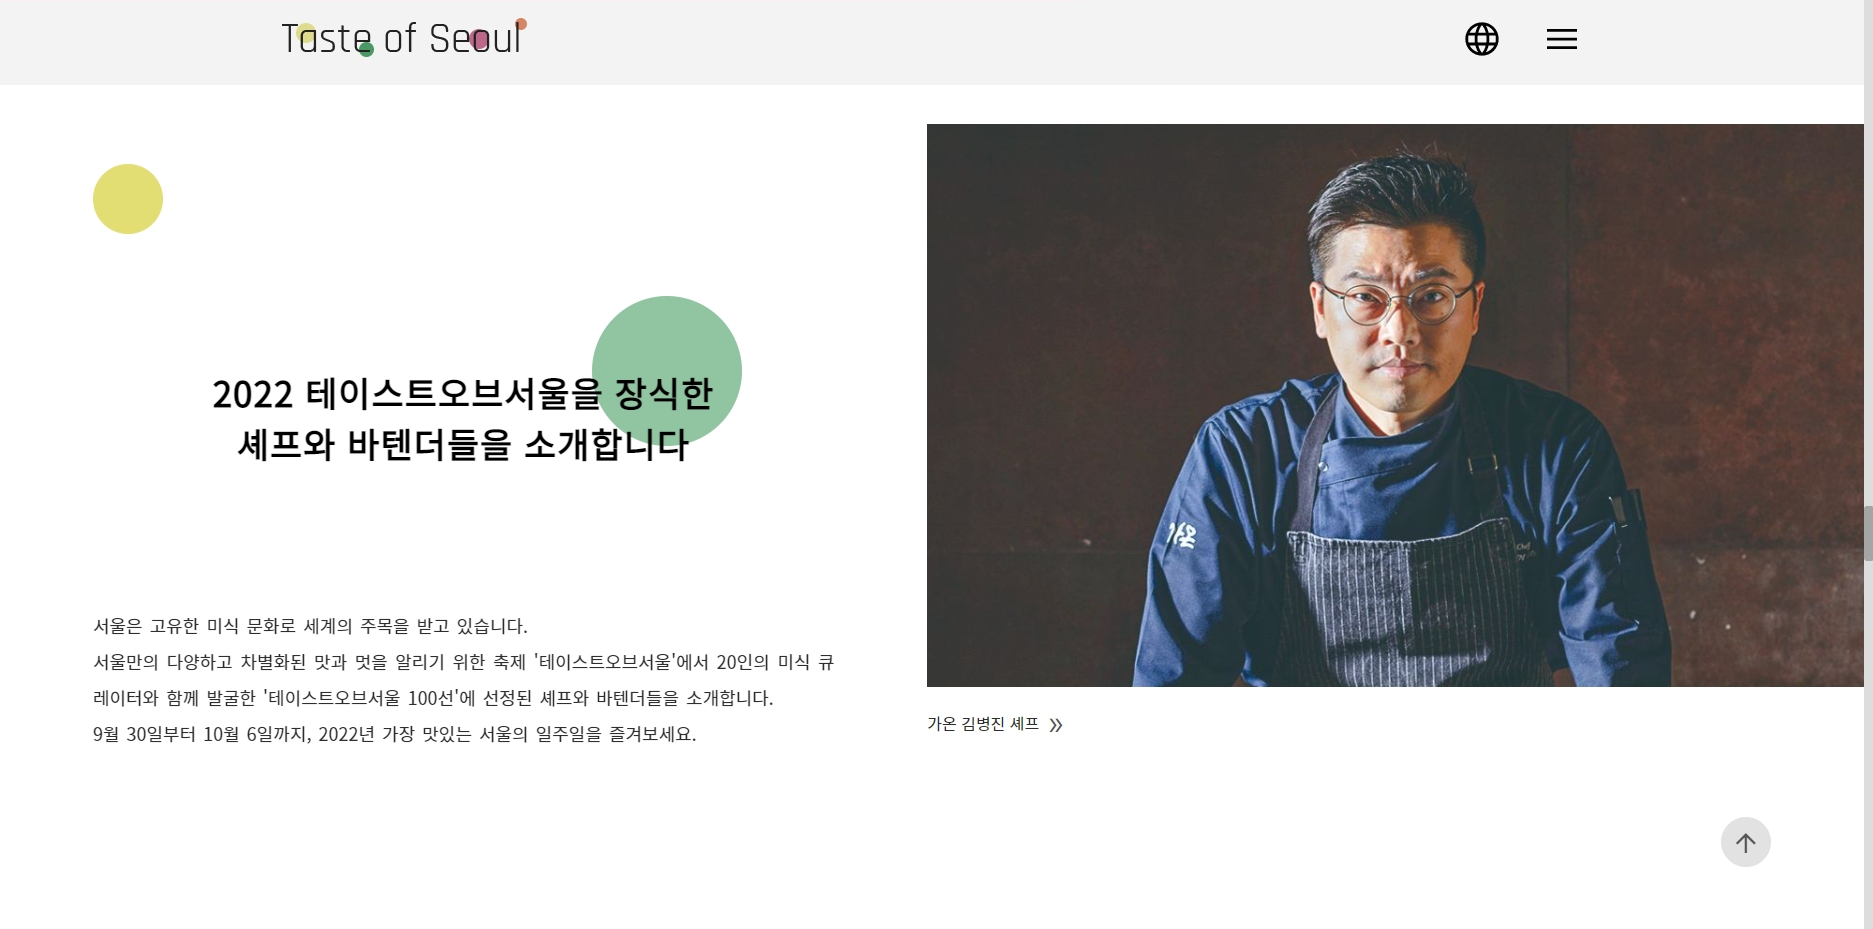 Taste of Seoul
2022 테이스트오브서울을 장식한
셰프와 바텐더들을 소개합니다
서울은 고유한 미식 문화로 세계의 주목을 받고 있습니다.
서울만의 다양하고 차별화된 맛과 멋을 알리기 위한 축제 '테이스트오브서울'에서 20인의 미식 큐
레이터와 함께 발굴한 '테이스트오브서울 100선'에 선정된 셰프와 바텐더들을 소개합니다.
9월 30일부터 10월 6일까지, 2022년 가장 맛있는 서울의 일주일을 즐겨보세요.
가온
가온 김병진 셰프